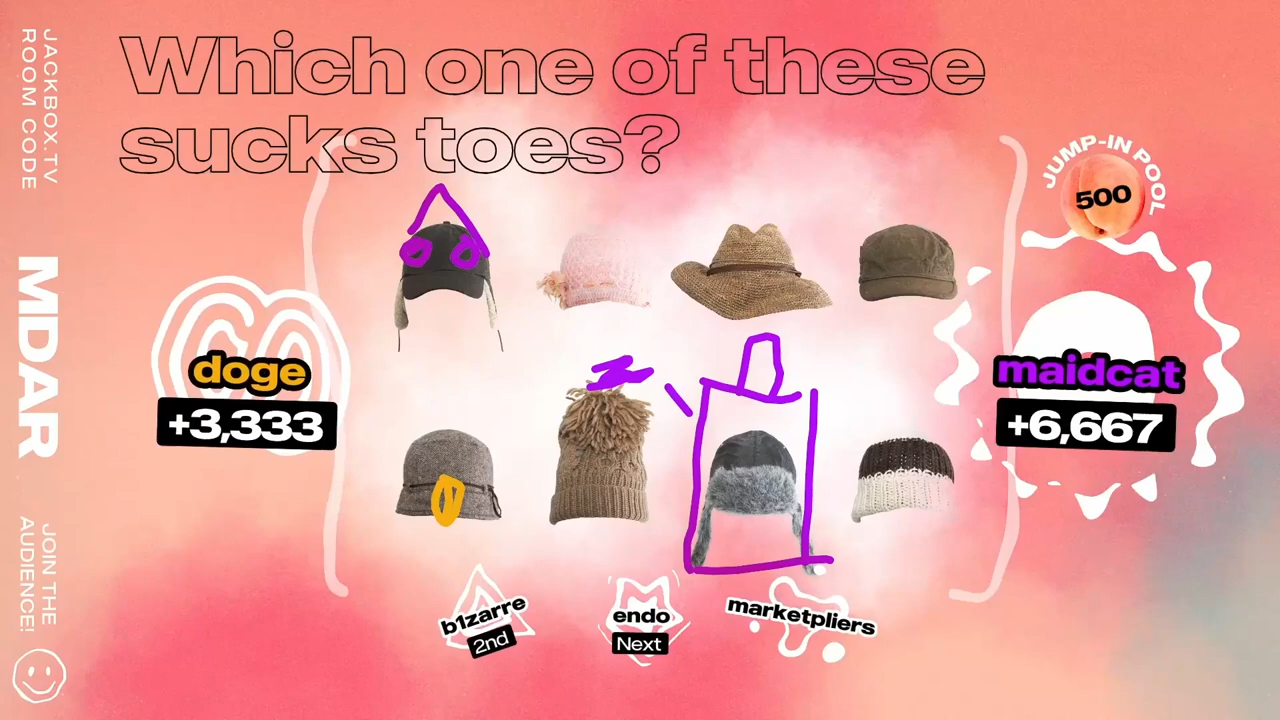 Which one of these
sucks toes?
JACKBOX.TV
ROOM CODE
MDAR
JOIN THE
AUDIENCE!
JUMP-IN POOL
500
doge
+3,333
maidcat
+6,667
b1zarre
2nd
endo
Next
marketpliers